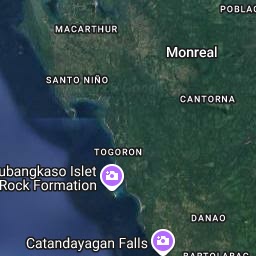 POBLAC
MACARTHUR
Monreal
SANTO NIÑO
CANTORNA
TOGORON
ubangkaso Islet
Rock Formation
DANAO
Catandayagan Falls
BARTOLABAC